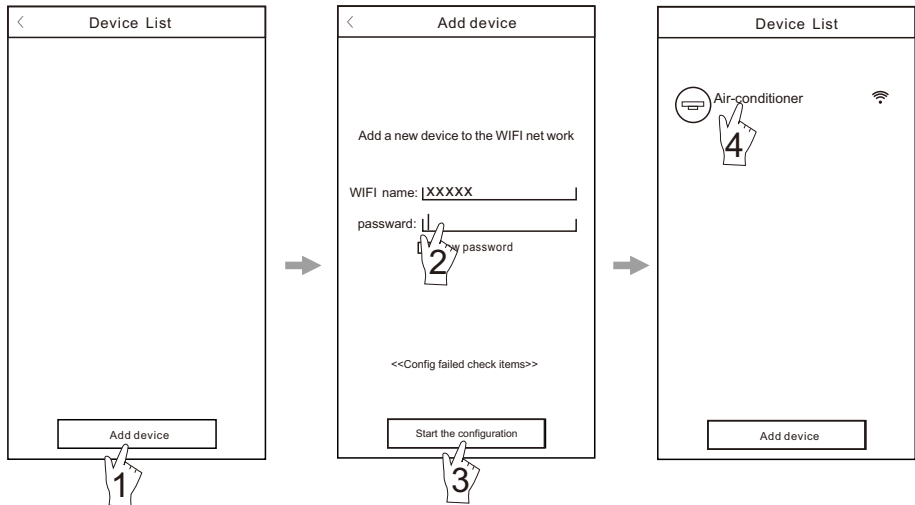 Device List
Add device
1
Add device
Add a new device to the WIFI net work
WIFI name: XXXXX
passward:
password
2
<<Config failed check items>>
Start the configuration
3
Device List
Air-conditioner
4
Add device